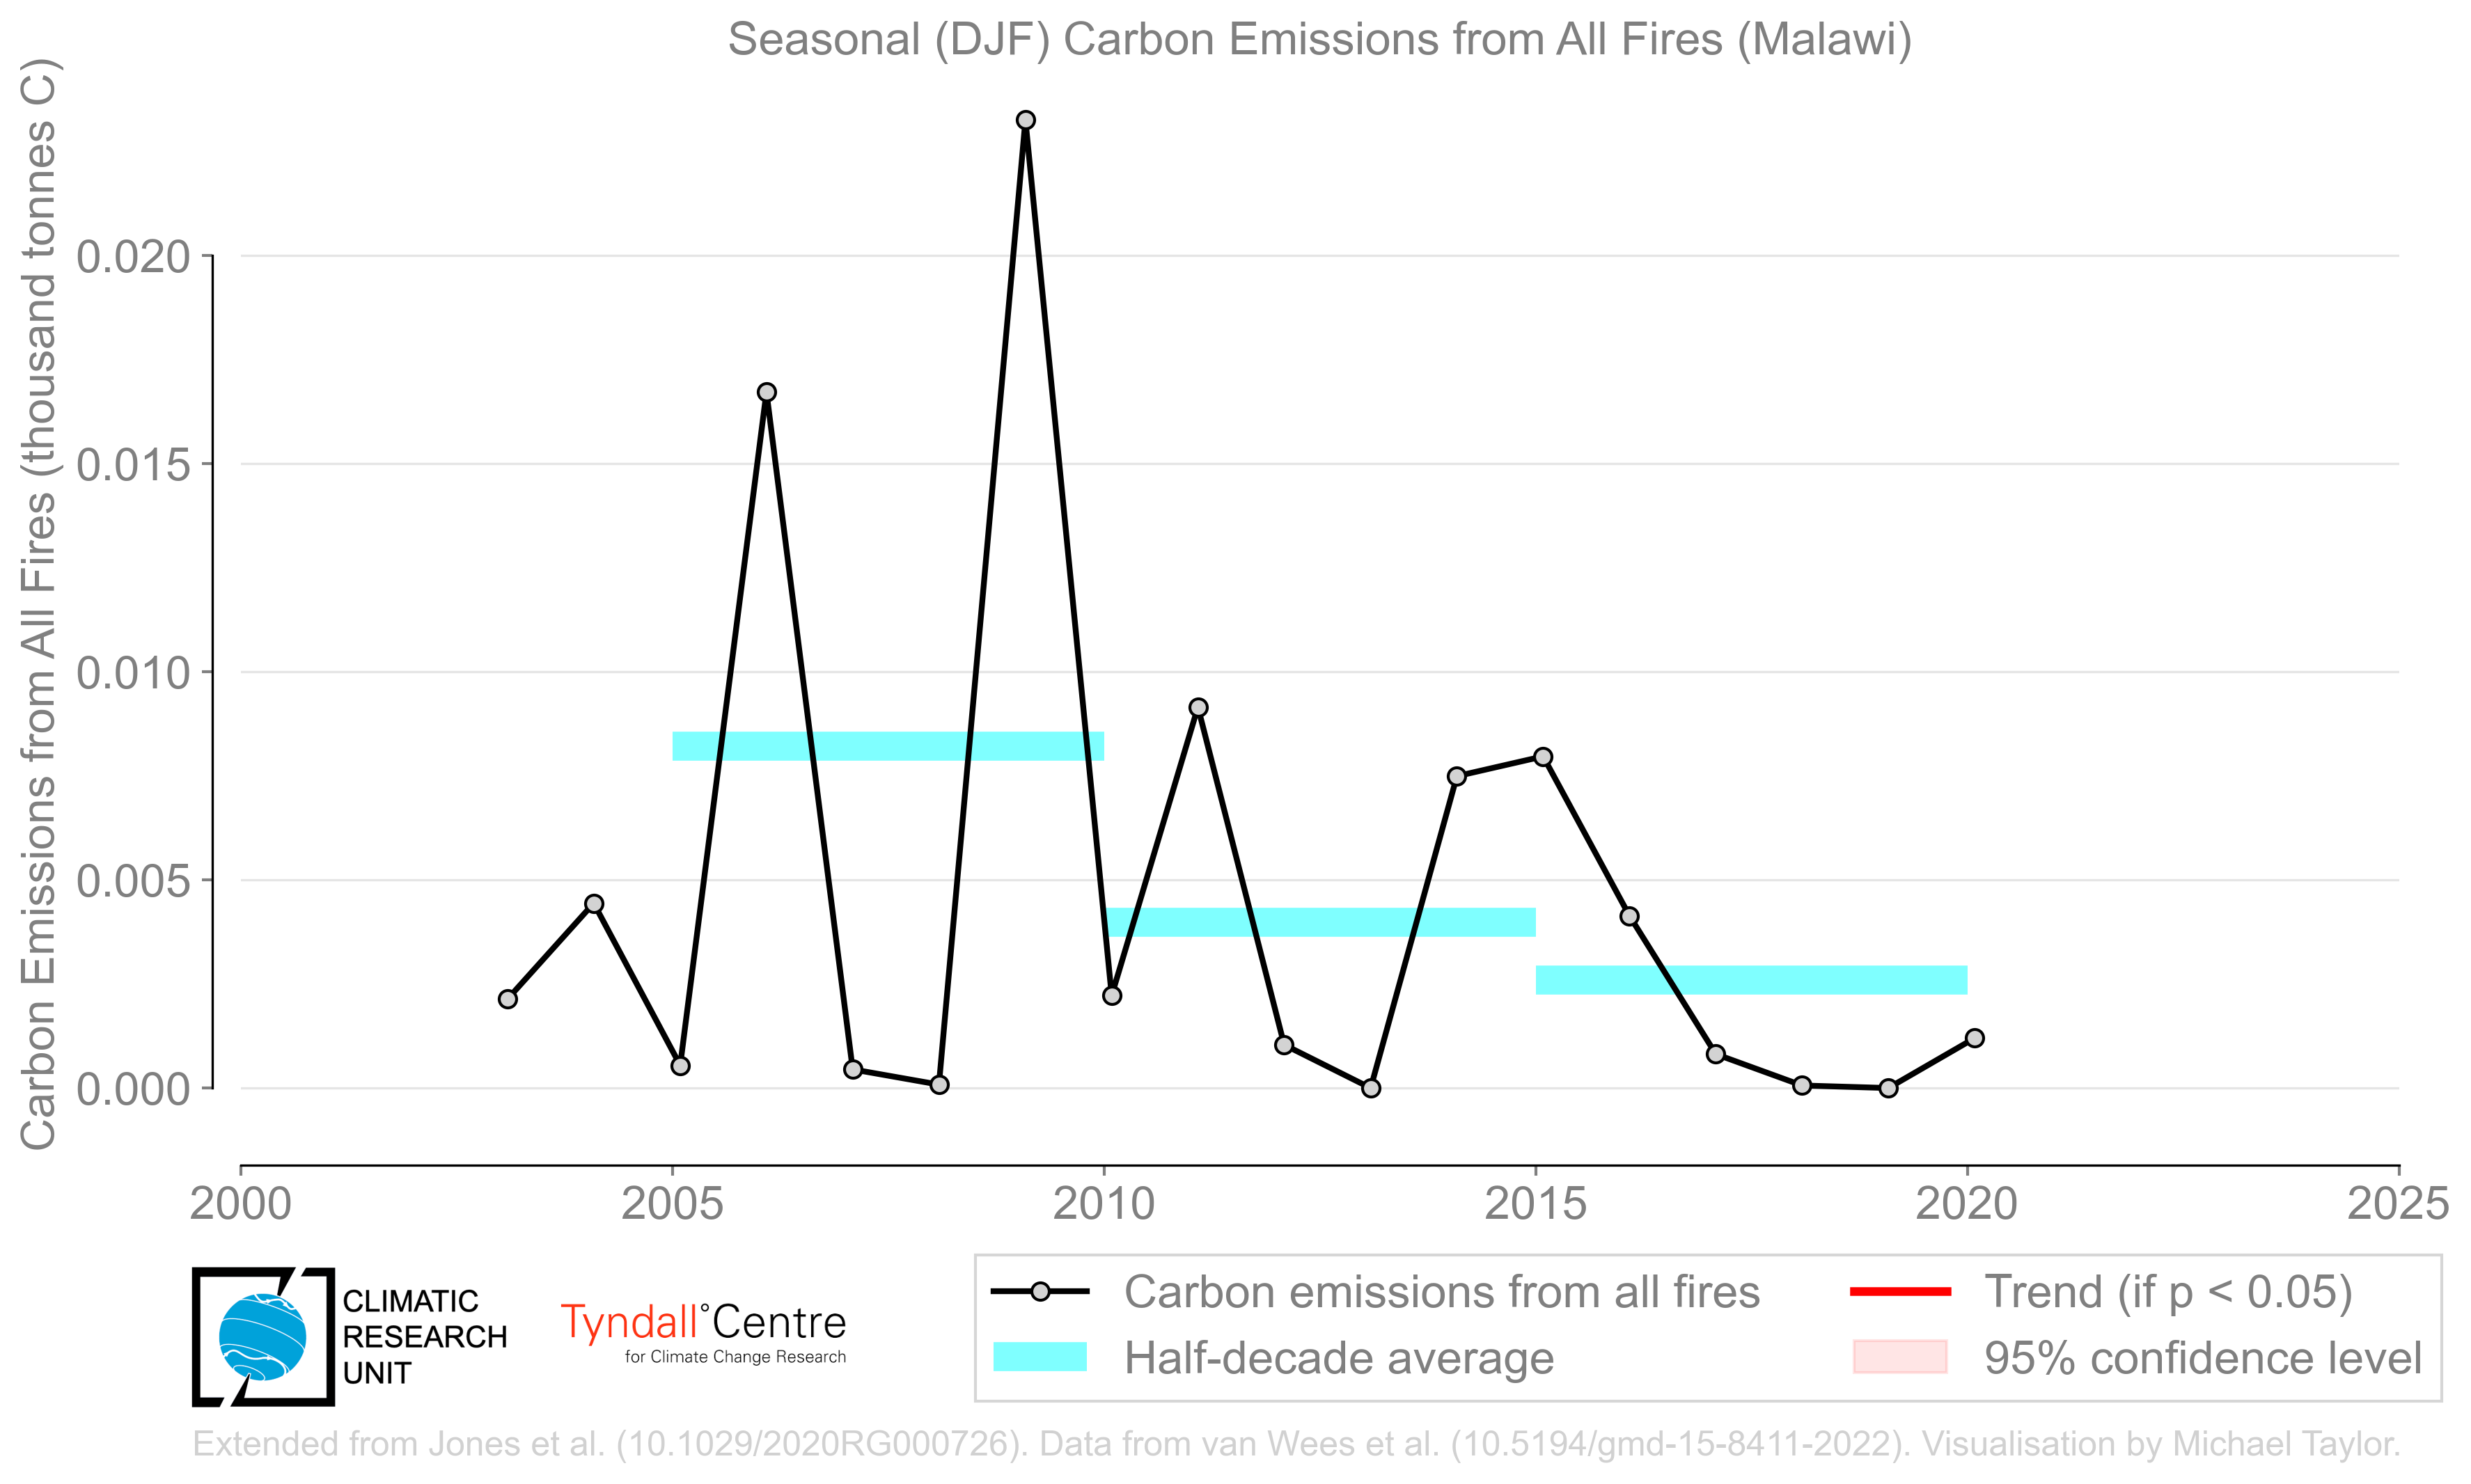 Seasonal (DJF) Carbon Emissions from All Fires (Malawi)
Carbon Emissions from All Fires (thousand tonnes C)
0.020
0.015
0.010
0.005
0.000
2000 2005 2010 2015 2020 2025
CLIMATIC
RESEARCH
UNIT
Tyndall°Centre
for Climate Change Research
Carbon emissions from all fires
Half-decade average
Trend (if p < 0.05)
95% confidence level
Extended from Jones et al. (10.1029/2020RG000726). Data from van Wees et al. (10.5194/gmd-15-8411-2022). Visualisation by Michael Taylor.